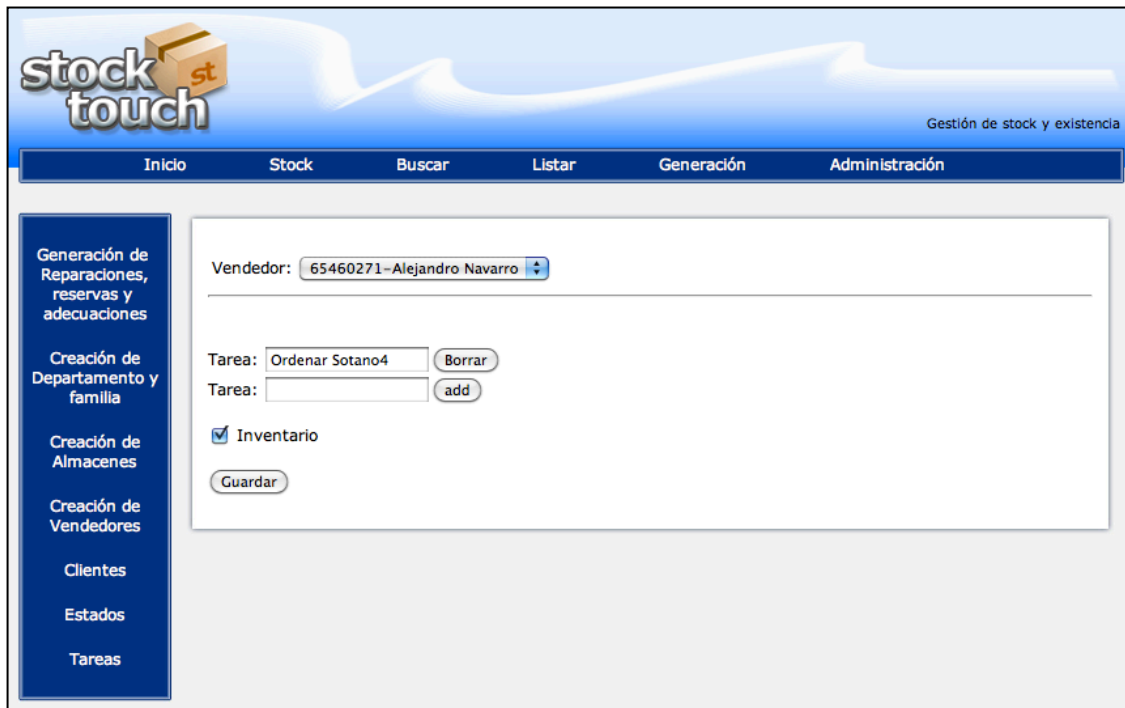 stock st
touch
Gestión de stock y existencia
Inicio Stock Buscar Listar Generación Administración
Generación de
Reparaciones,
reservas y
adecuaciones
Creación de
Departamento y
familia
Creación de
Almacenes
Creación de
Vendedores
Clientes
Estados
Tareas
Vendedor: 65460271-Alejandro Navarro
Tarea: Ordenar Sotano4 Borrar
Tarea: add
Inventario
Guardar